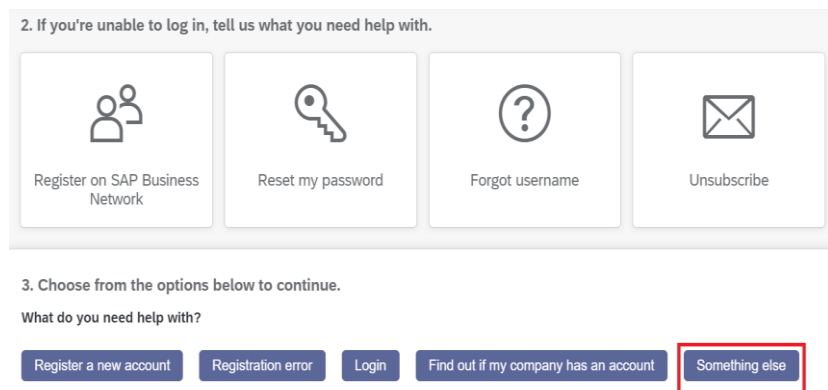 2. If you're unable to log in, tell us what you need help with.
Register on SAP Business
Network
Reset my password
Forgot username
Unsubscribe
3. Choose from the options below to continue.
What do you need help with?
Register a new account
Registration error
Login
Find out if my company has an account
Something else